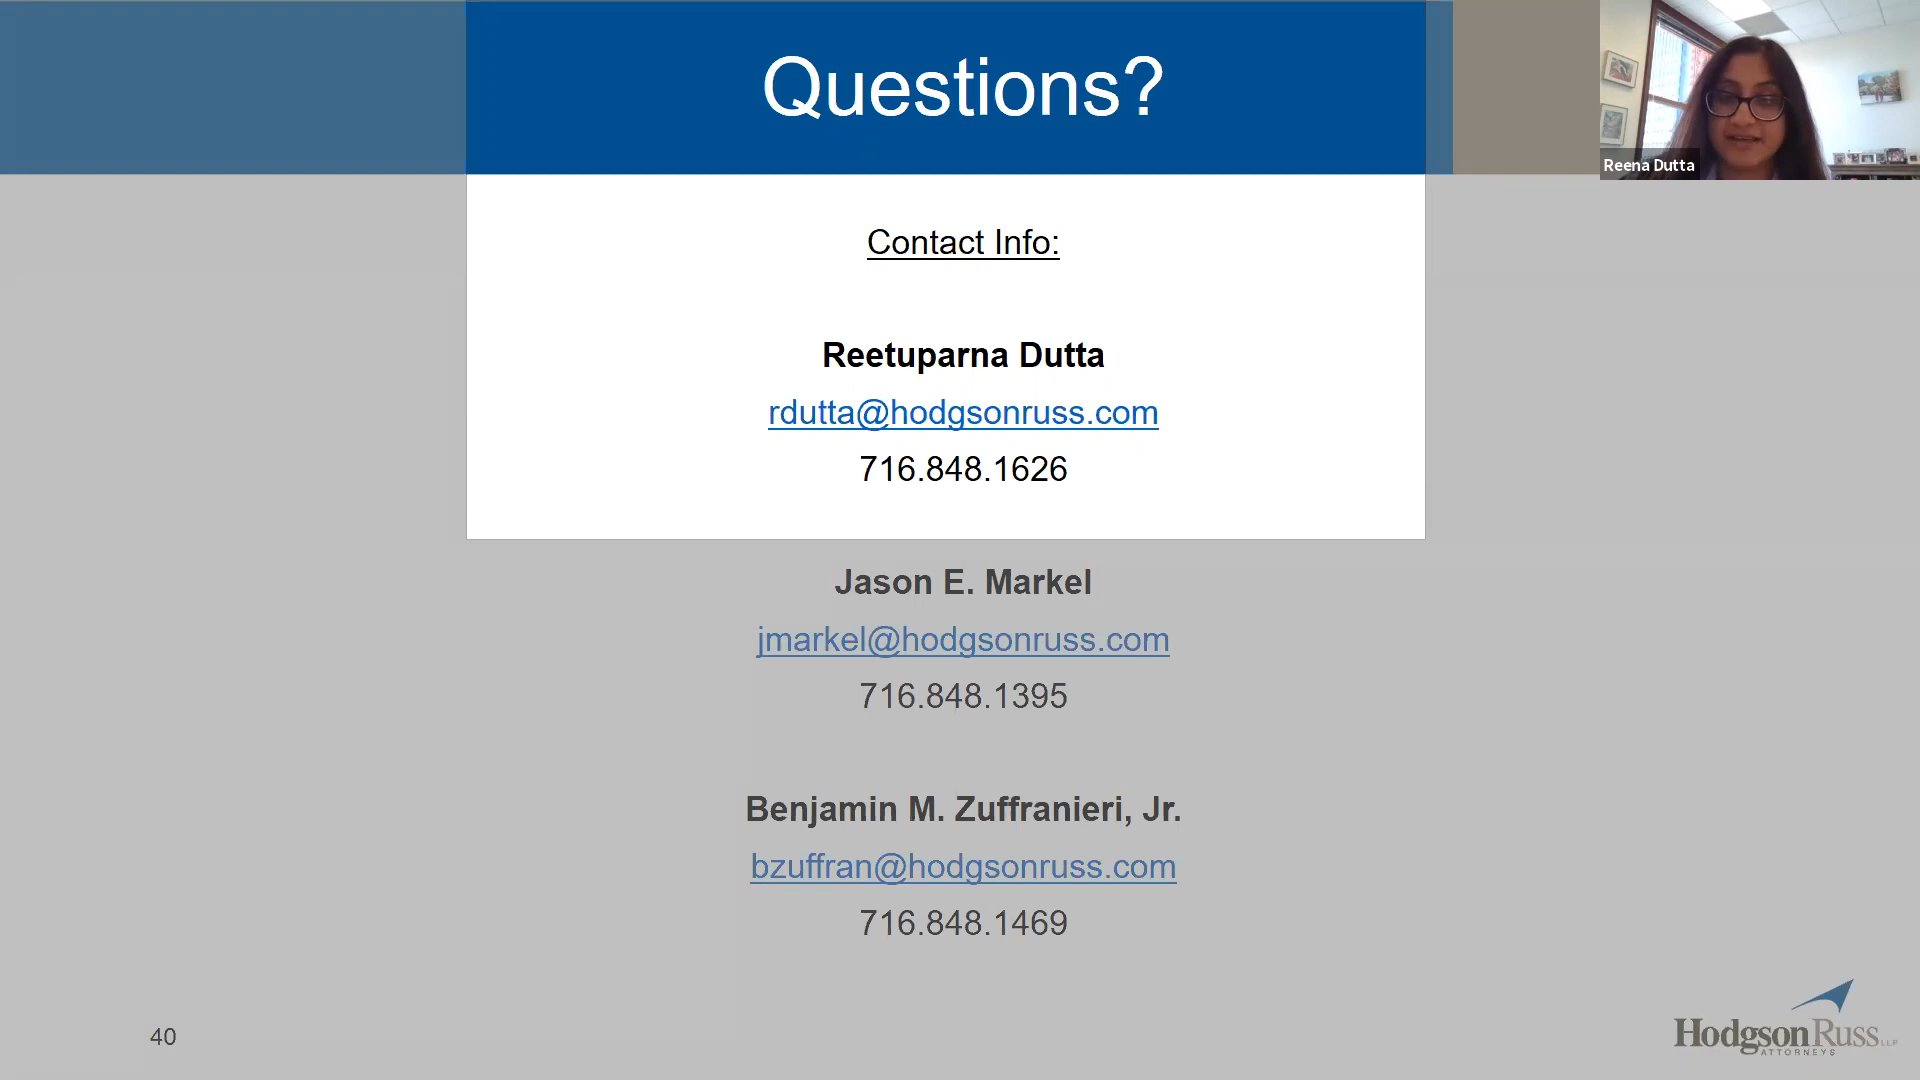 Questions?
Reena Dutta
Contact Info:
Reetuparna Dutta
rdutta@hodgsonruss.com
716.848.1626
Jason E. Markel
jmarkel@hodgsonruss.com
716.848.1395
Benjamin M. Zuffranieri, Jr.
bzuffran@hodgsonruss.com
716.848.1469
40
HodgsonRuss LLP
ATTORNEYS